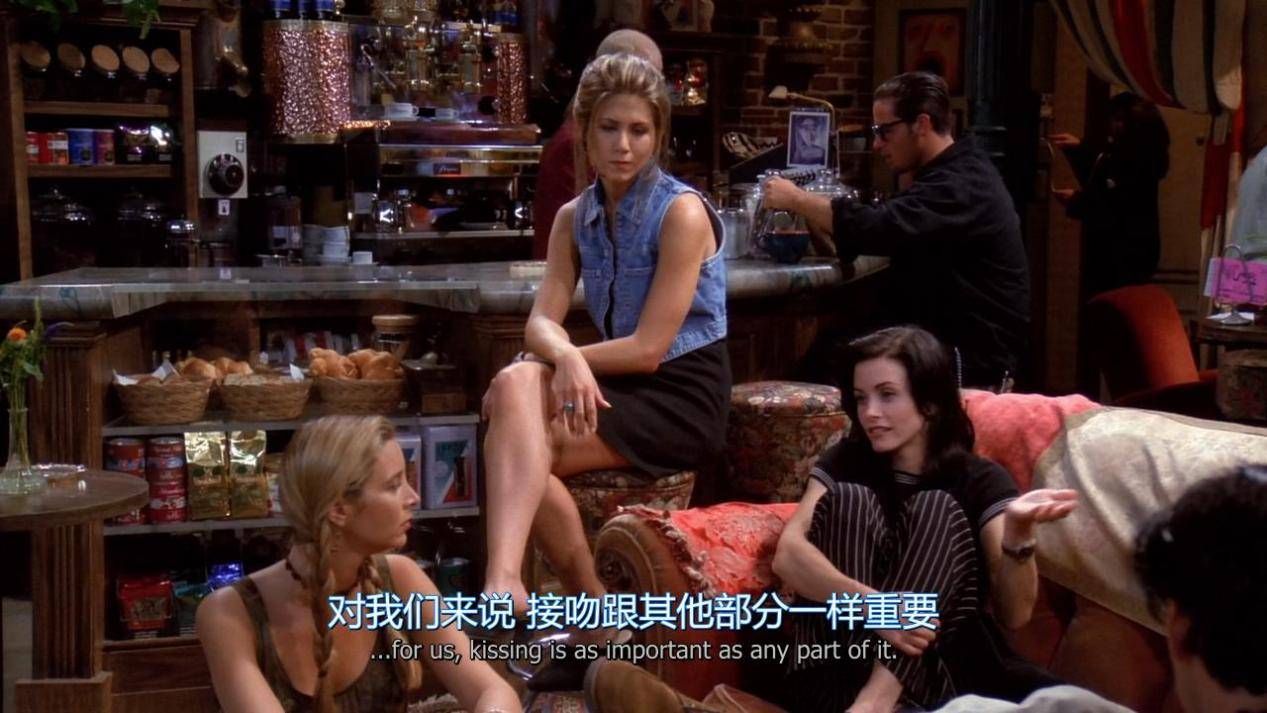 对我们来说 接吻跟其他部分一样重要
...for us, kissing is as important as any part of it.